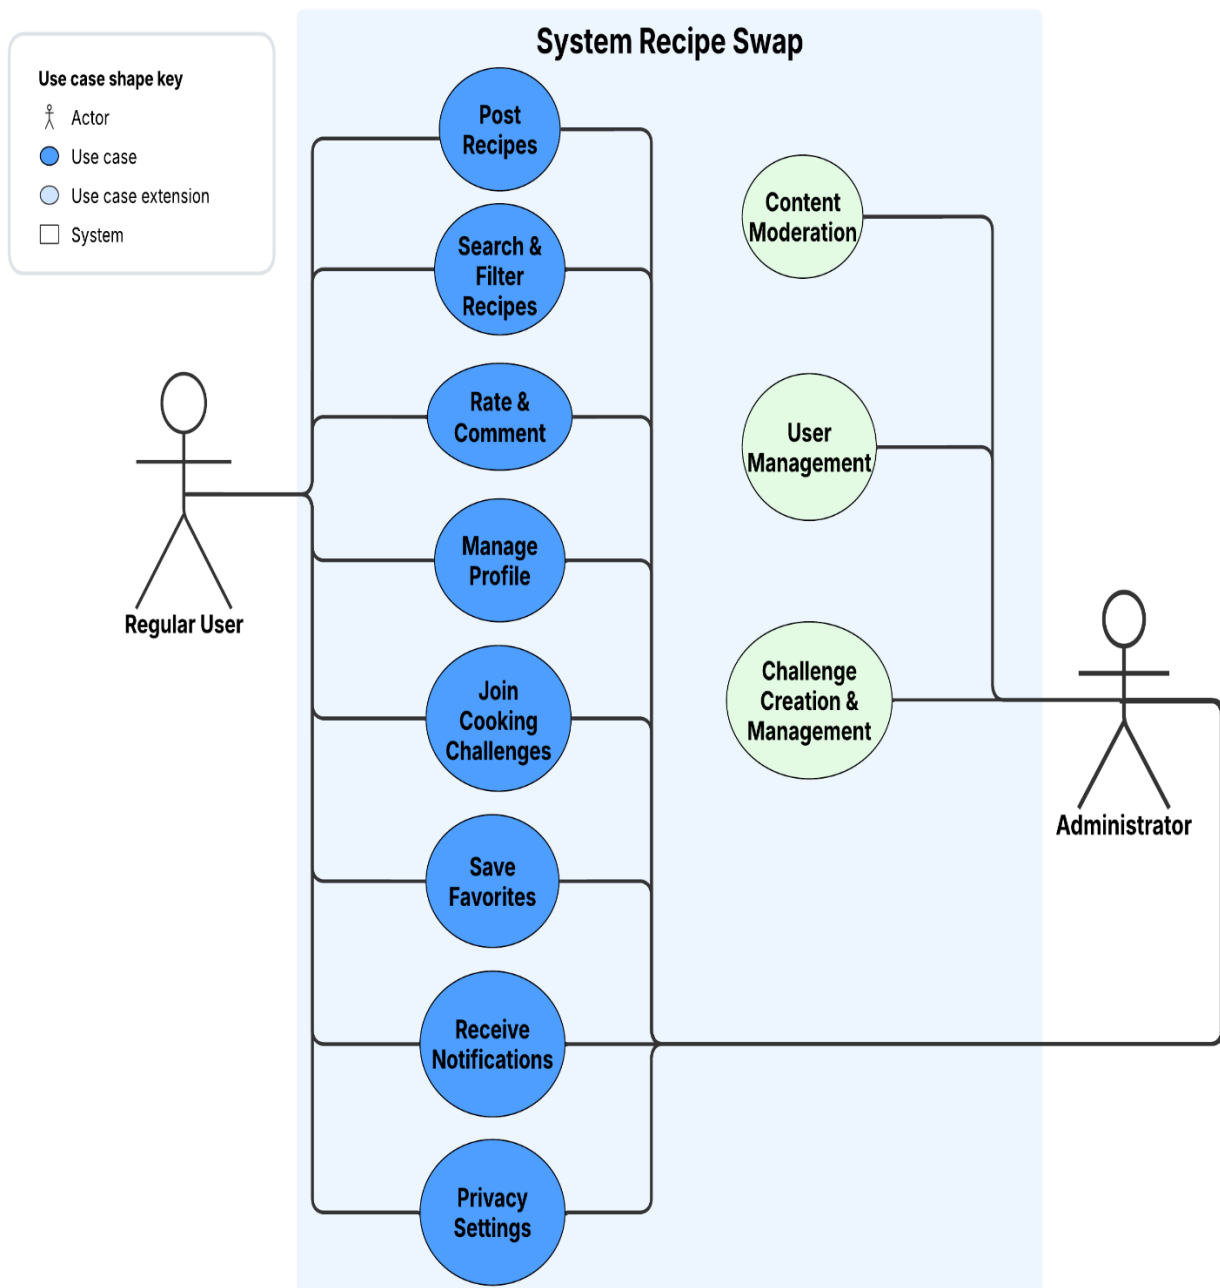 System Recipe Swap
Use case shape key
Actor
Use case
Use case extension
System
Post
Recipes
Search &
Filter
Recipes
Rate &
Comment
Manage
Profile
Join
Cooking
Challenges
Save
Favorites
Receive
Notifications
Privacy
Settings
Content
Moderation
User
Management
Challenge
Creation &
Management
Regular User
Administrator